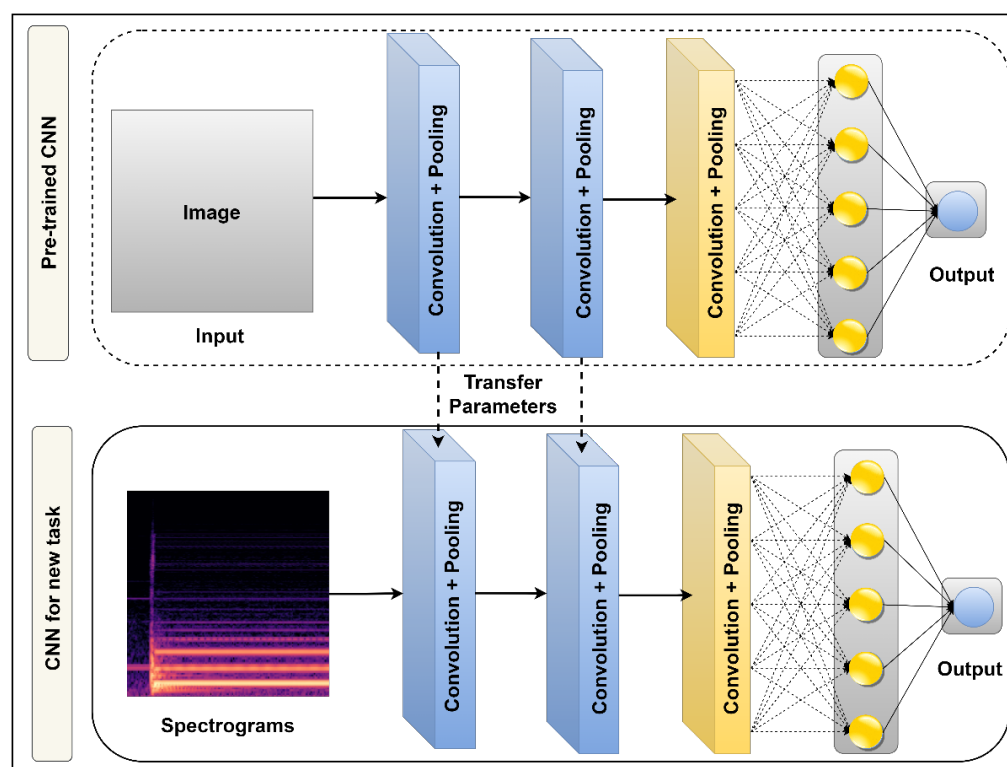 Pre-trained CNN
Image
Input
Convolution + Pooling
Convolution + Pooling
Convolution + Pooling
Output
Transfer
Parameters
CNN for new task
Spectrograms
Convolution + Pooling
Convolution + Pooling
Convolution + Pooling
Output